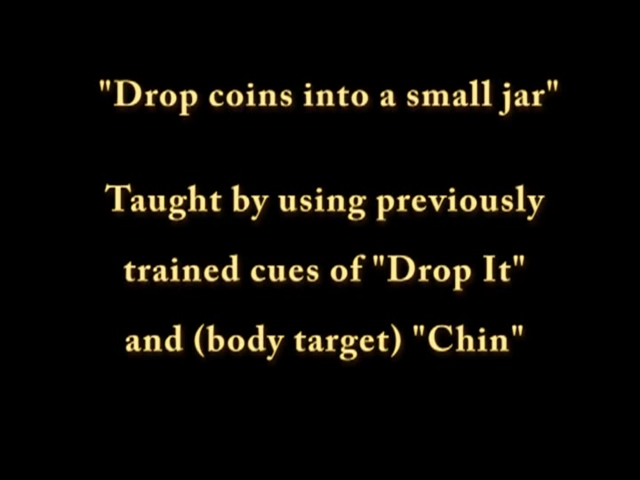 "Drop coins into a small jar"
Taught by using previously
trained cues of "Drop It"
and (body target) "Chin"